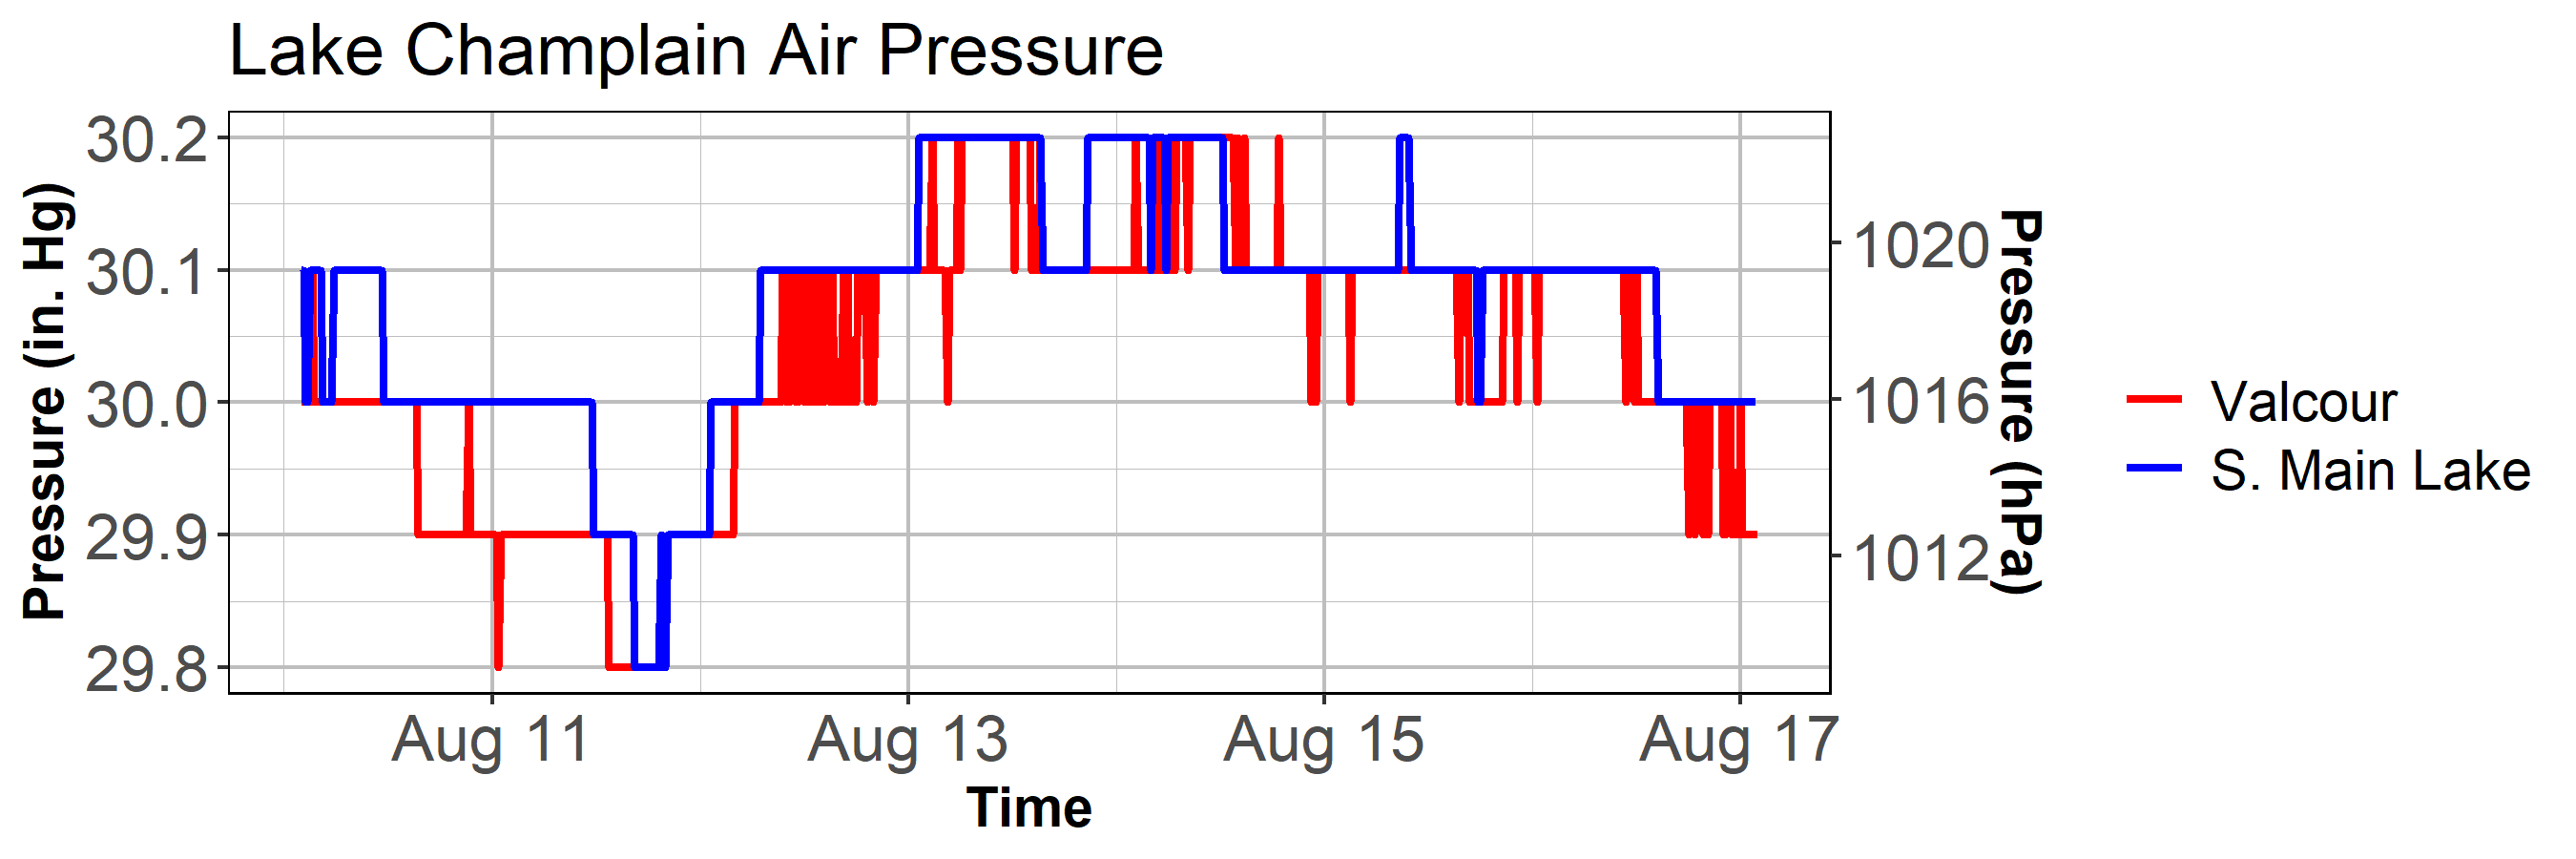 Lake Champlain Air Pressure
Pressure (in. Hg)
30.2
30.1
30.0
29.9
29.8
Aug 11
Aug 13
Aug 15
Aug 17
Time
1020
1016
1012
Pressure (hPa)
Valcour
S. Main Lake